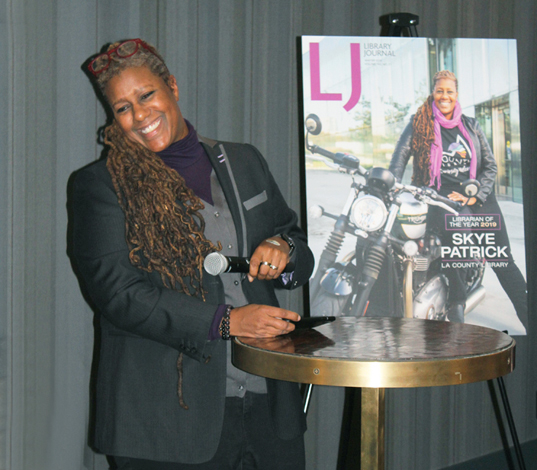 LJ
LIBRARY
JOURNAL
LIBRARIAN OF
THE YEAR 2019
SKYE
PATRICK
LA COUNTY LIBRARY